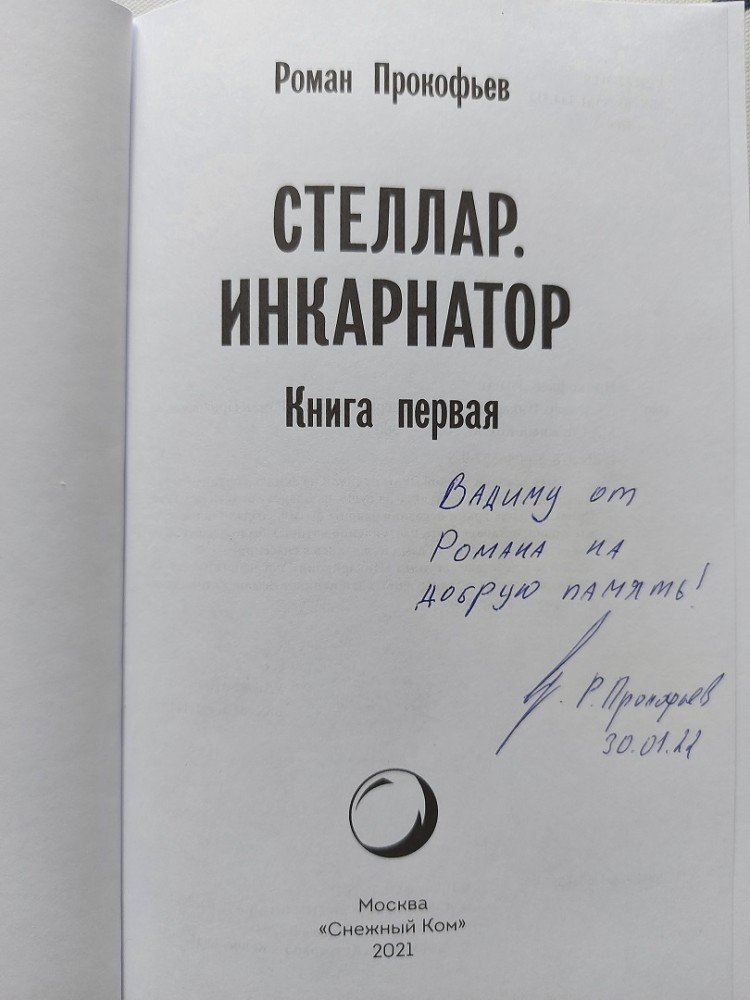 Роман Прокофьев
СТЕЛЛАР.
ИНКАРНАТОР
Книга первая
Вадиму от
Романа на
добрую память!
Р. Прокофьев
30.01.22
Москва
«Снежный Ком»
2021